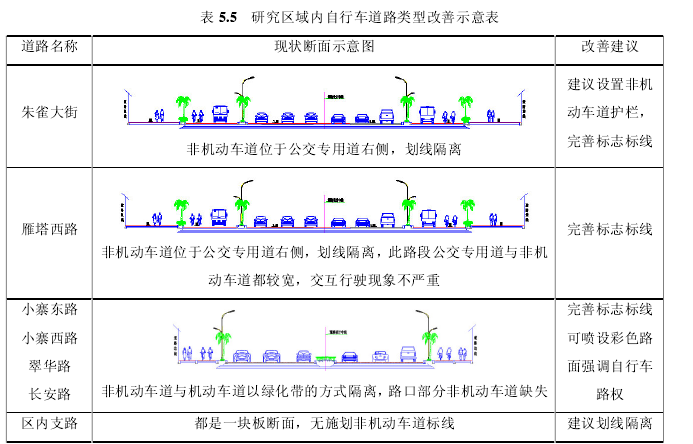 表 5.5 研究区域内自行车道路类型改善示意表
道路名称 现状断面示意图 改善建议
朱雀大街
非机动车道位于公交专用道右侧，划线隔离
建议设置非机
动车道护栏，
完善标志标线
雁塔西路
非机动车道位于公交专用道右侧，划线隔离，此路段公交专用道与非机
动车道都较宽，交互行驶现象不严重
完善标志标线
小寨东路
小寨西路
翠华路
长安路
非机动车道与机动车道以绿化带的方式隔离，路口部分非机动车道缺失
完善标志标线
可喷设彩色路
面强调自行车
路权
区内支路 都是一块板断面，无施划非机动车道标线 建议划线隔离